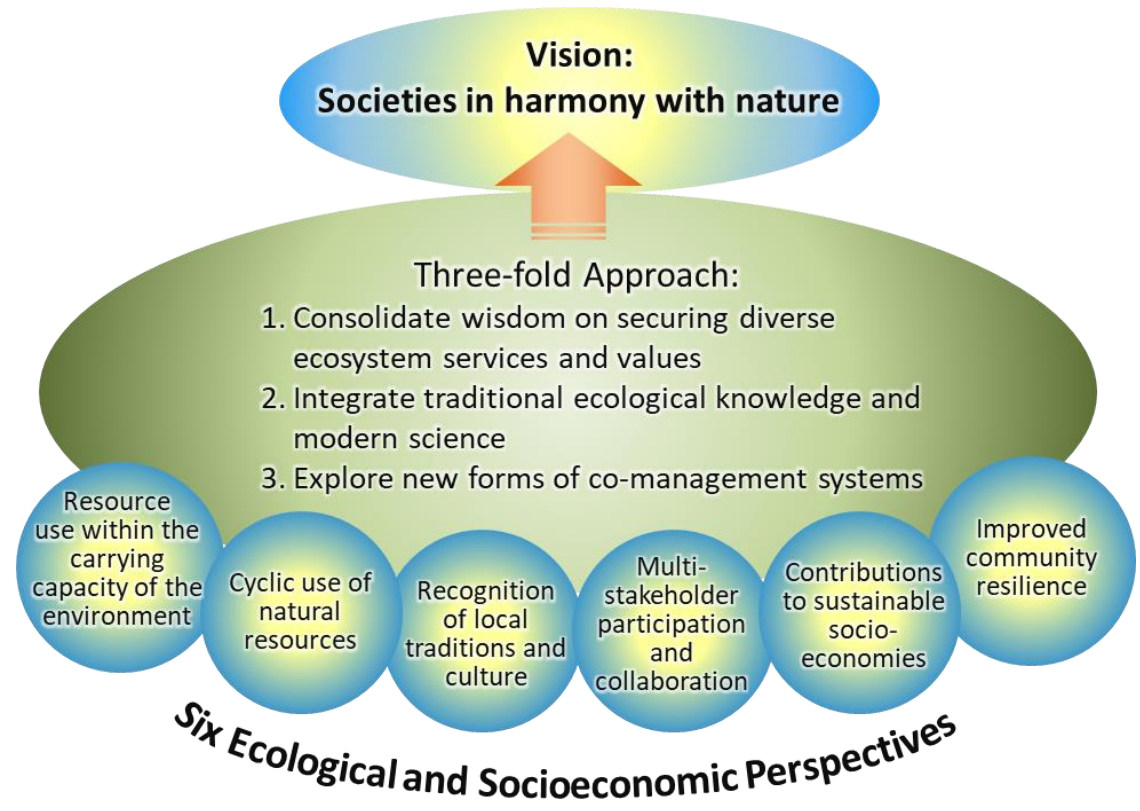 Vision:
Societies in harmony with nature
Three-fold Approach:
1. Consolidate wisdom on securing diverse
ecosystem services and values
2. Integrate traditional ecological knowledge and
modern science
3. Explore new forms of co-management systems
Resource
use within the
carrying
capacity of the
environment
Cyclic use of
natural
resources
Recognition
of local
traditions and
culture
Multi-
stakeholder
participation
and
collaboration
Contributions
to sustainable
socio-
economies
Improved
community
resilience
Six Ecological and Socioeconomic Perspectives